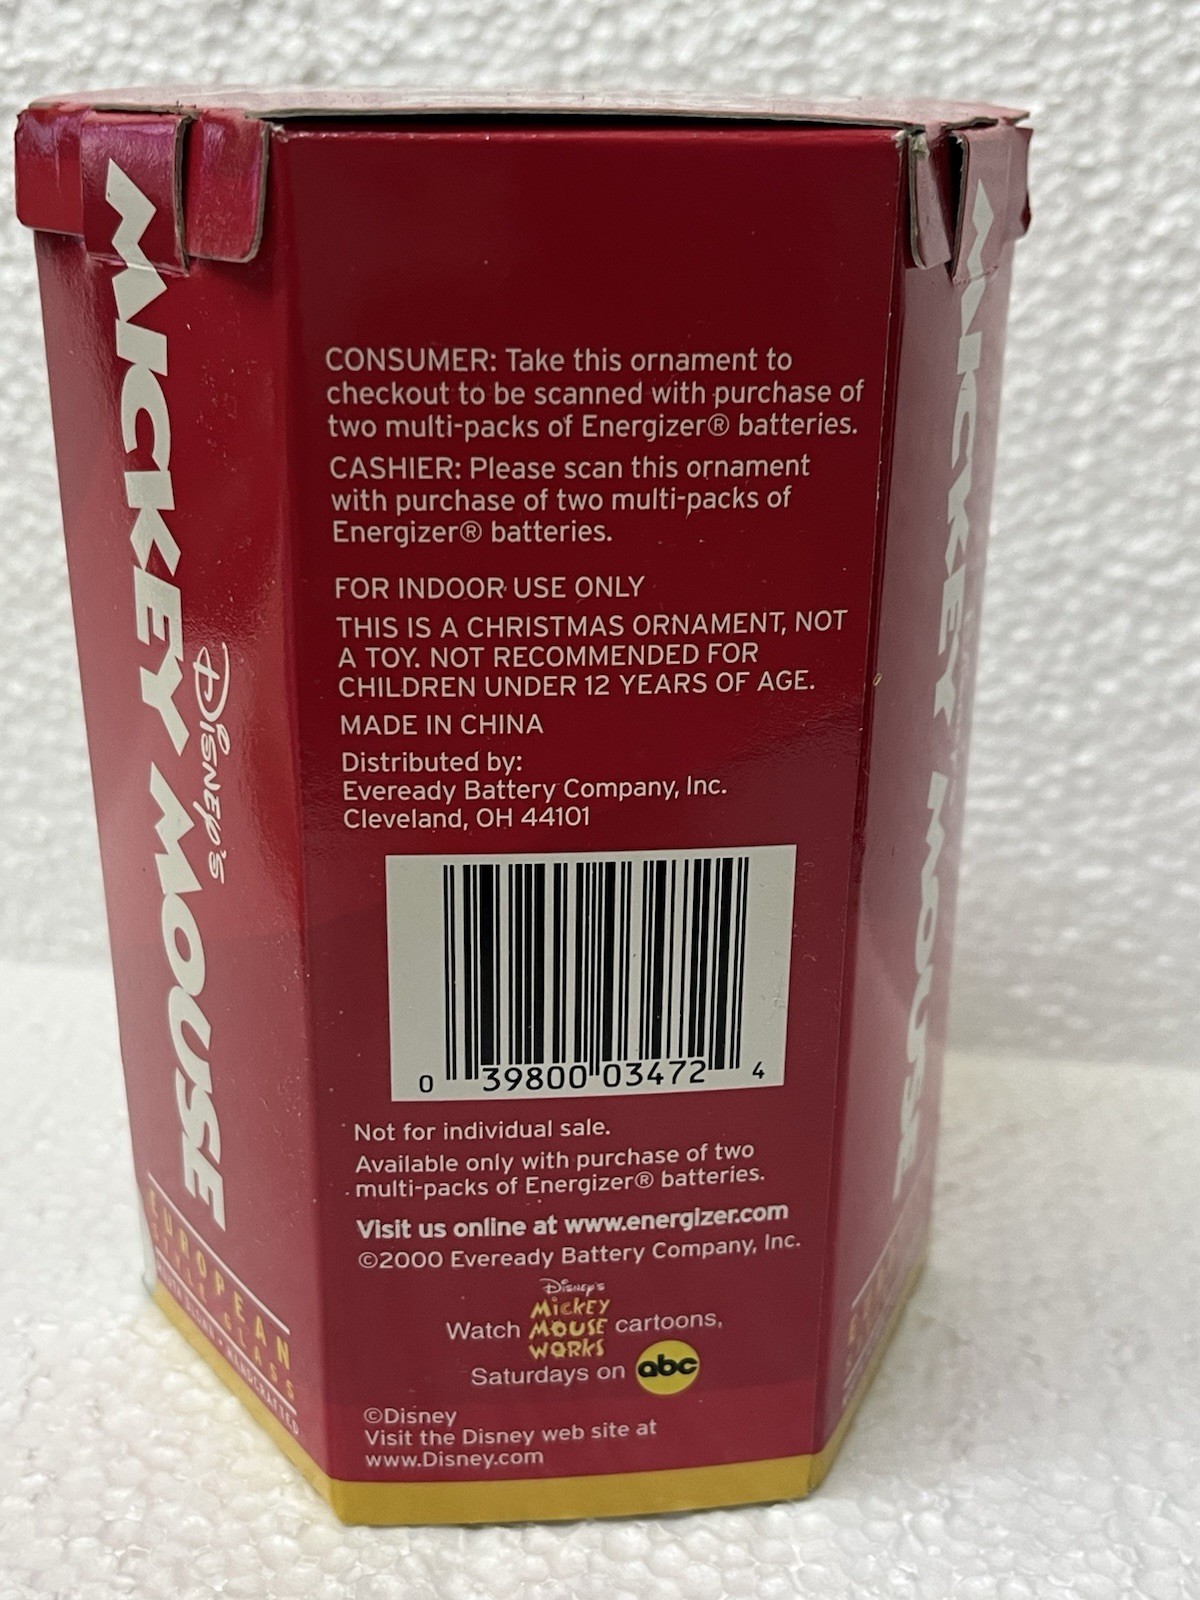 MICKEY MOUSE
Disney's
EUROPEAN
STYLE GLASS
HANDCRAFTED
CONSUMER: Take this ornament to
checkout to be scanned with purchase of
two multi-packs of Energizer® batteries.
CASHIER: Please scan this ornament
with purchase of two multi-packs of
Energizer® batteries.
FOR INDOOR USE ONLY
THIS IS A CHRISTMAS ORNAMENT, NOT
A TOY. NOT RECOMMENDED FOR
CHILDREN UNDER 12 YEARS OF AGE.
MADE IN CHINA
Distributed by:
Eveready Battery Company, Inc.
Cleveland, OH 44101
0 39800 03472 4
Not for individual sale.
Available only with purchase of two
multi-packs of Energizer® batteries.
Visit us online at www.energizer.com
©2000 Eveready Battery Company, Inc.
Disney's
Mickey
Watch MOUSE cartoons,
WORKS
Saturdays on abc
©Disney
Visit the Disney web site at
www.Disney.com
MICKEY MOUSE